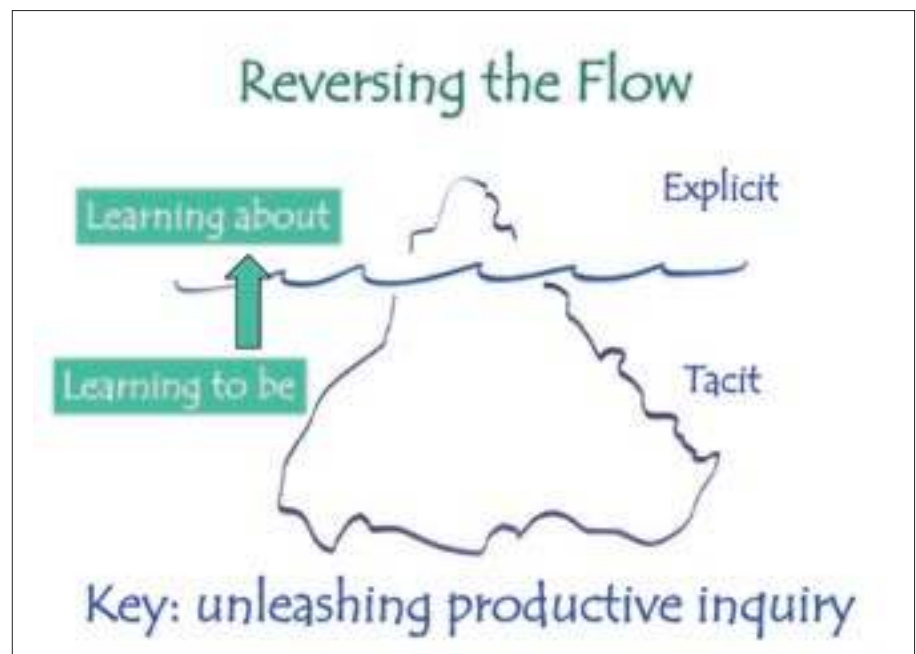 Reversing the Flow
Explicit
Learning about
Learning to be
Tacit
Key: unleashing productive inquiry